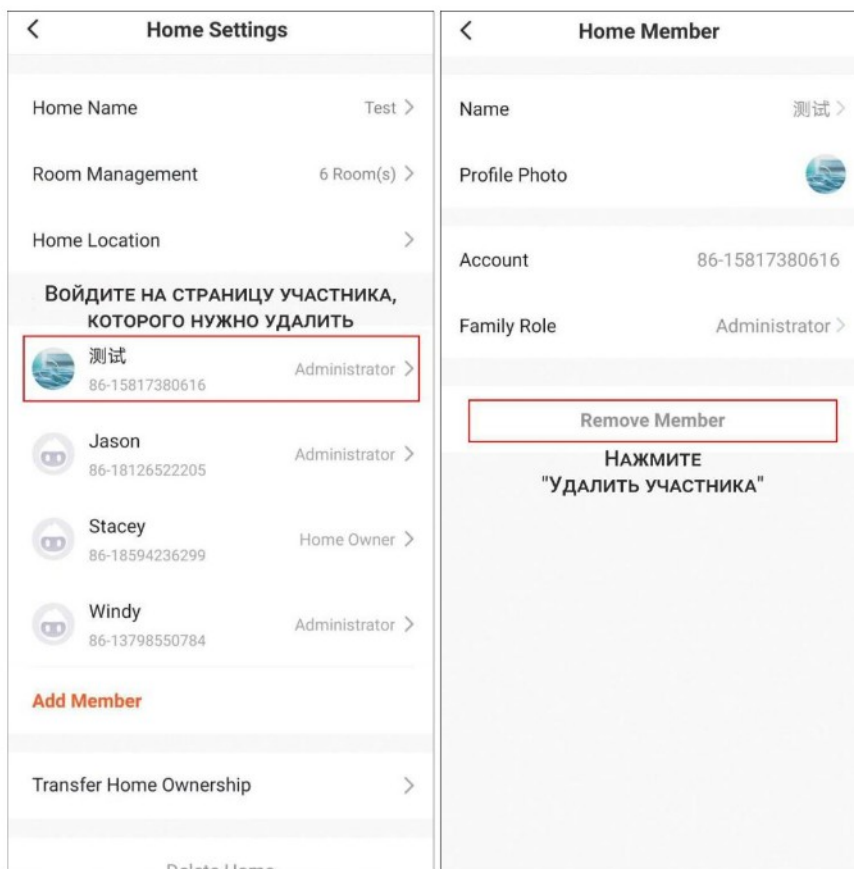 Home Settings
Home Name
Test
Room Management
6 Room(s)
Home Location
Войдите на страницу участника,
которого нужно удалить
测试
86-15817380616
Administrator
Jason
86-18126522205
Administrator
Stacey
86-18594236299
Home Owner
Windy
86-13798550784
Administrator
Add Member
Transfer Home Ownership
Delete Home
Home Member
Name
测试
Profile Photo
Account
86-15817380616
Family Role
Administrator
Remove Member
Нажмите
"Удалить участника"